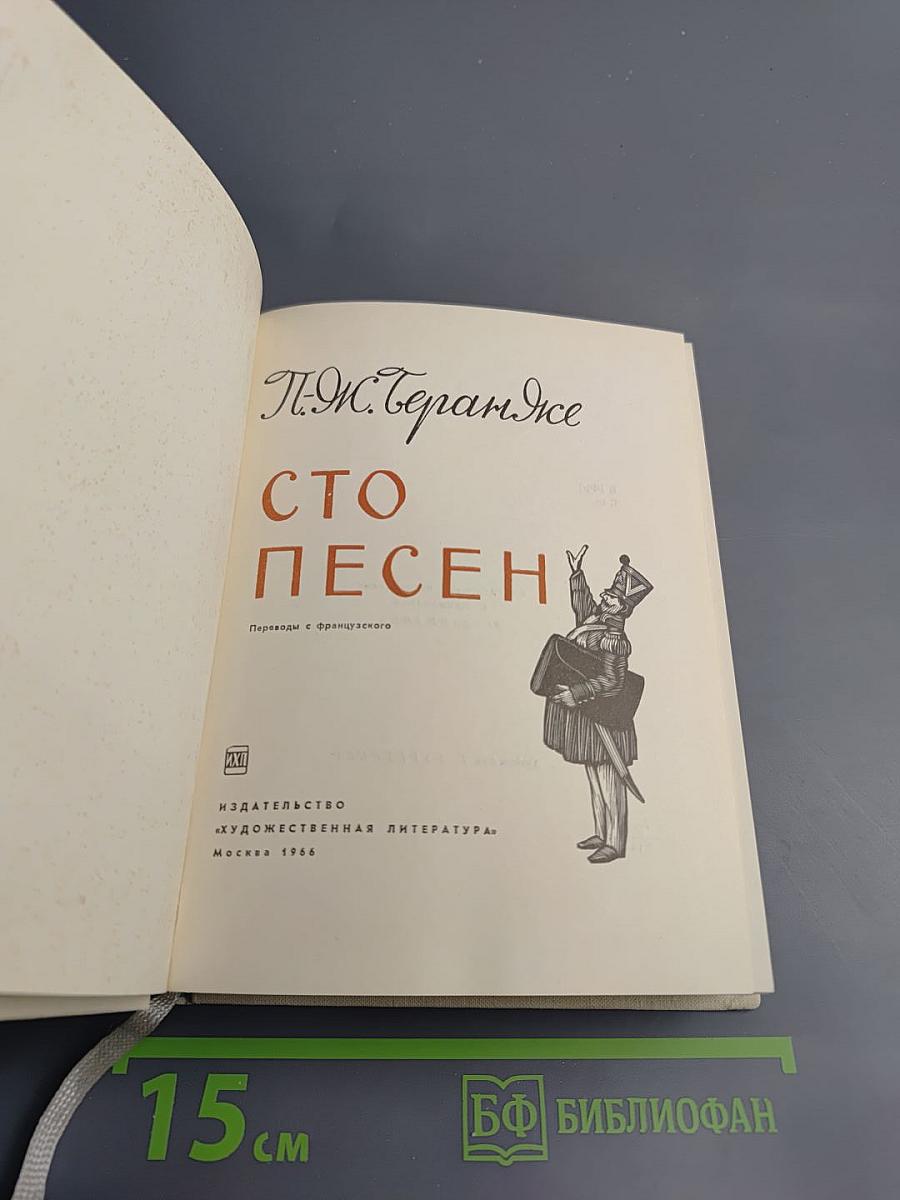 П.-Ж. Беранже
СТО
ПЕСЕН
Переводы с французского
ИХЛ
ИЗДАТЕЛЬСТВО
«ХУДОЖЕСТВЕННАЯ ЛИТЕРАТУРА»
Москва 1966
15 см
БФ БИБЛИОФАН